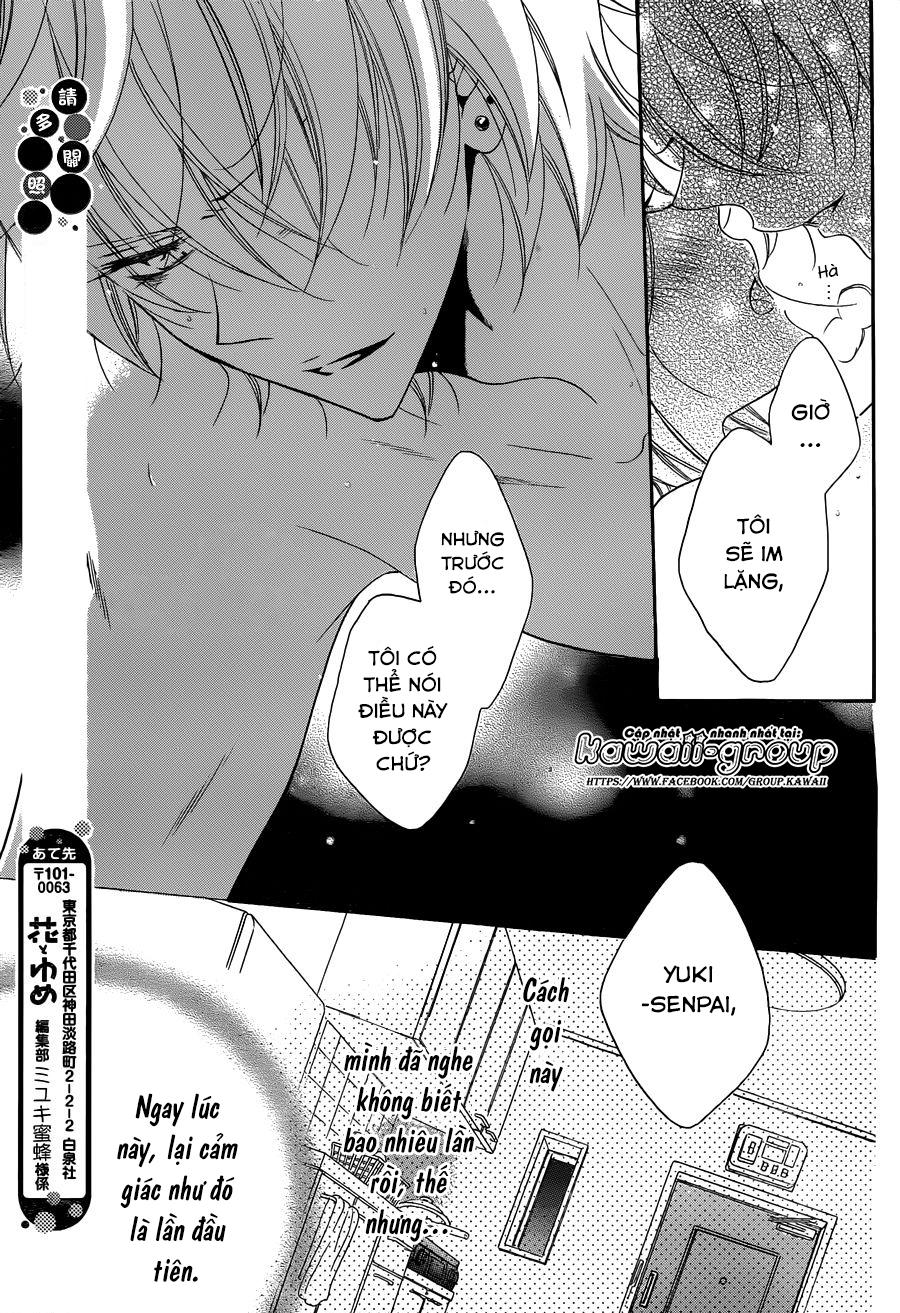 Hà
...
GIỜ
...
TÔI
SẼ IM
LẶNG,
NHƯNG
TRƯỚC
ĐÓ...
TÔI CÓ
THỂ NÓI
ĐIỀU NÀY
ĐƯỢC
CHỨ?
Cập nhật nhanh nhất tại:
kawaii-group
HTTPS://WWW.FACEBOOK.COM/GROUP.KAWAII
YUKI
-SENPAI,
Cách
gọi
này
mình đã nghe
không biết
bao nhiêu lần
rồi, thế
nhưng...
Ngay lúc
này, lại cảm
giác như đó
là lần đầu
tiên.
請多關照
あて先
〒101-
0063
東京都千代田区神田淡路町2-2-2 白泉社
花とゆめ 編集部 ミユキ蜜蜂様係